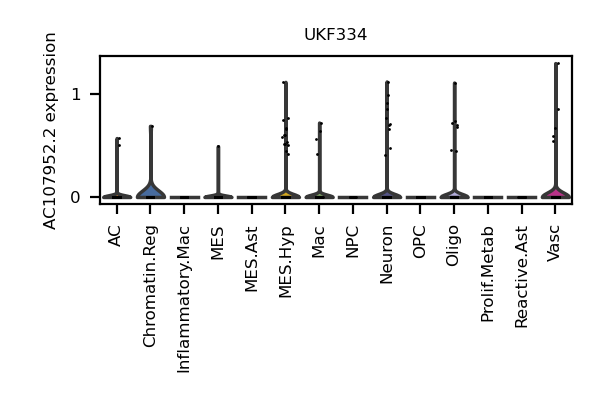 UKF334
AC107952.2 expression
1
0
AC
Chromatin.Reg
Inflammatory.Mac
MES
MES.Ast
MES.Hyp
Mac
NPC
Neuron
OPC
Oligo
Prolif.Metab
Reactive.Ast
Vasc